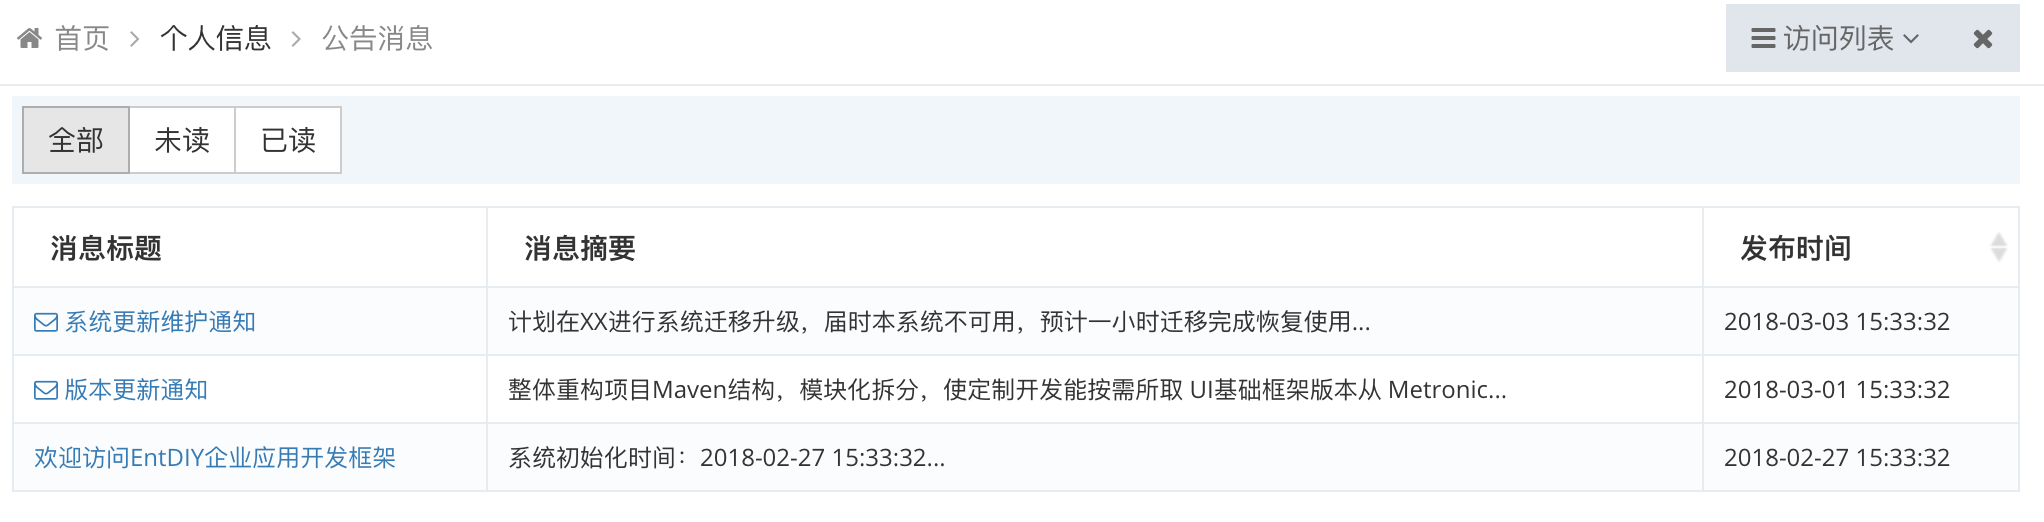 首页 个人信息 公告消息 访问列表
全部 未读 已读
消息标题 消息摘要 发布时间
系统更新维护通知 计划在XX进行系统迁移升级，届时本系统不可用，预计一小时迁移完成恢复使用... 2018-03-03 15:33:32
版本更新通知 整体重构项目Maven结构，模块化拆分，使定制开发能按需所取 UI基础框架版本从 Metronic... 2018-03-01 15:33:32
欢迎访问EntDIY企业应用开发框架 系统初始化时间：2018-02-27 15:33:32... 2018-02-27 15:33:32